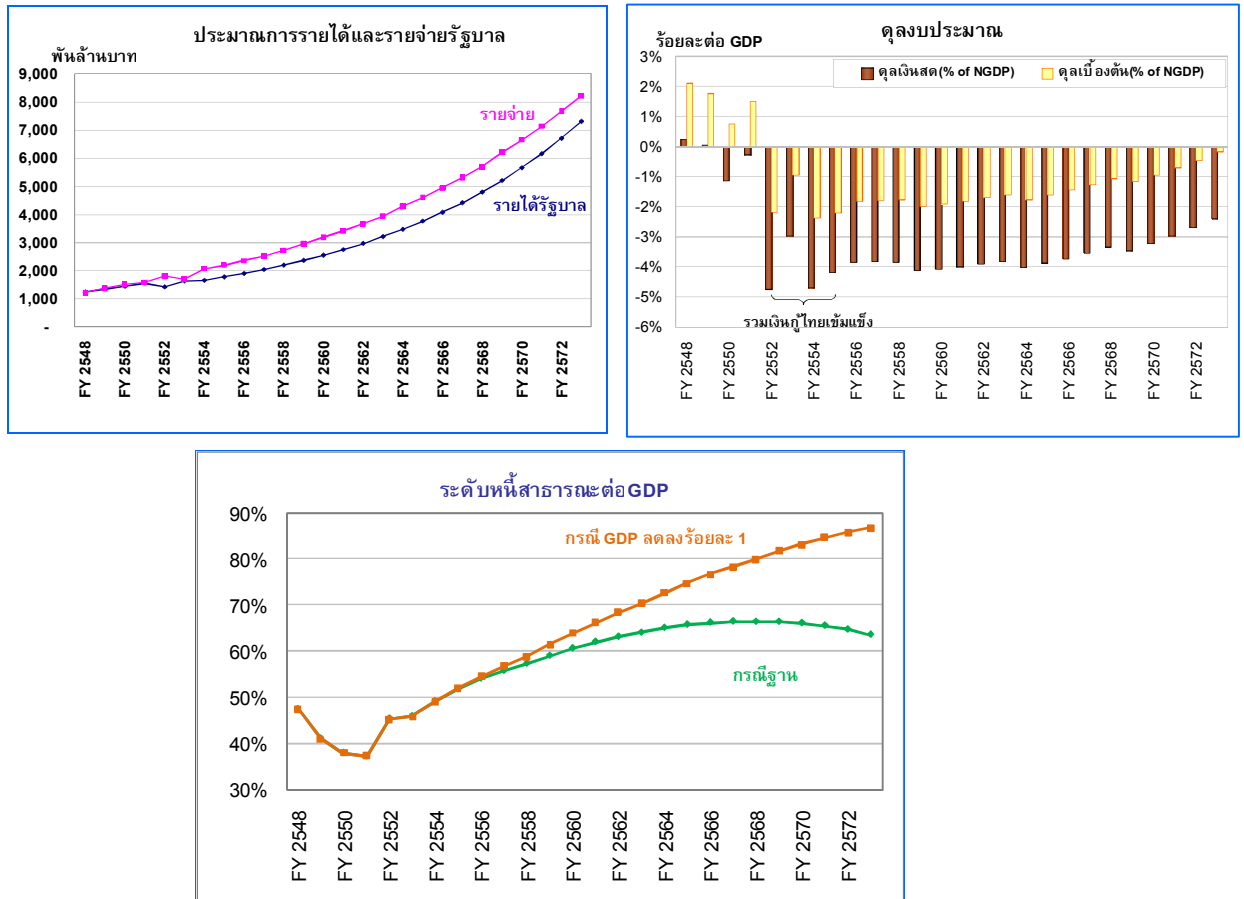 ประมาณการรายได้และรายจ่ายรัฐบาล
พันล้านบาท
9,000
8,000
7,000
6,000
5,000
4,000
3,000
2,000
1,000
-
รายจ่าย
รายได้รัฐบาล
FY 2548
FY 2550
FY 2552
FY 2554
FY 2556
FY 2558
FY 2560
FY 2562
FY 2564
FY 2566
FY 2568
FY 2570
FY 2572
ดุลงบประมาณ
ร้อยละต่อ GDP
3%
2%
1%
0%
-1%
-2%
-3%
-4%
-5%
-6%
ดุลเงินสด(% of NGDP)
ดุลเบื้องต้น(% of NGDP)
รวมเงินกู้ไทยเข้มแข็ง
FY 2548
FY 2550
FY 2552
FY 2554
FY 2556
FY 2558
FY 2560
FY 2562
FY 2564
FY 2566
FY 2568
FY 2570
FY 2572
ระดับหนี้สาธารณะต่อGDP
90%
80%
70%
60%
50%
40%
30%
กรณี GDP ลดลงร้อยละ 1
กรณีฐาน
FY 2548
FY 2550
FY 2552
FY 2554
FY 2556
FY 2558
FY 2560
FY 2562
FY 2564
FY 2566
FY 2568
FY 2570
FY 2572